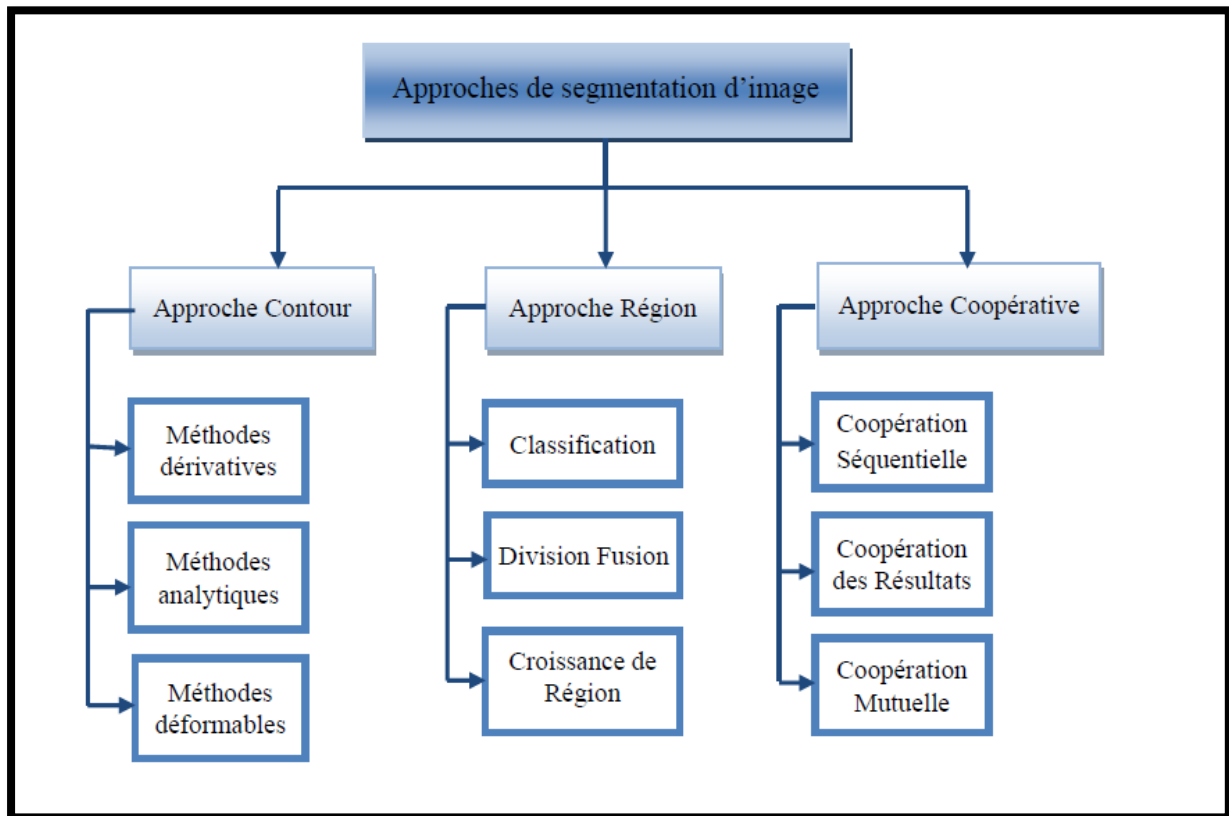 Approches de segmentation d'image
Approche Contour
Méthodes
dérivatives
Méthodes
analytiques
Méthodes
déformables
Approche Région
Classification
Division Fusion
Croissance de
Région
Approche Coopérative
Coopération
Séquentielle
Coopération
des Résultats
Coopération
Mutuelle